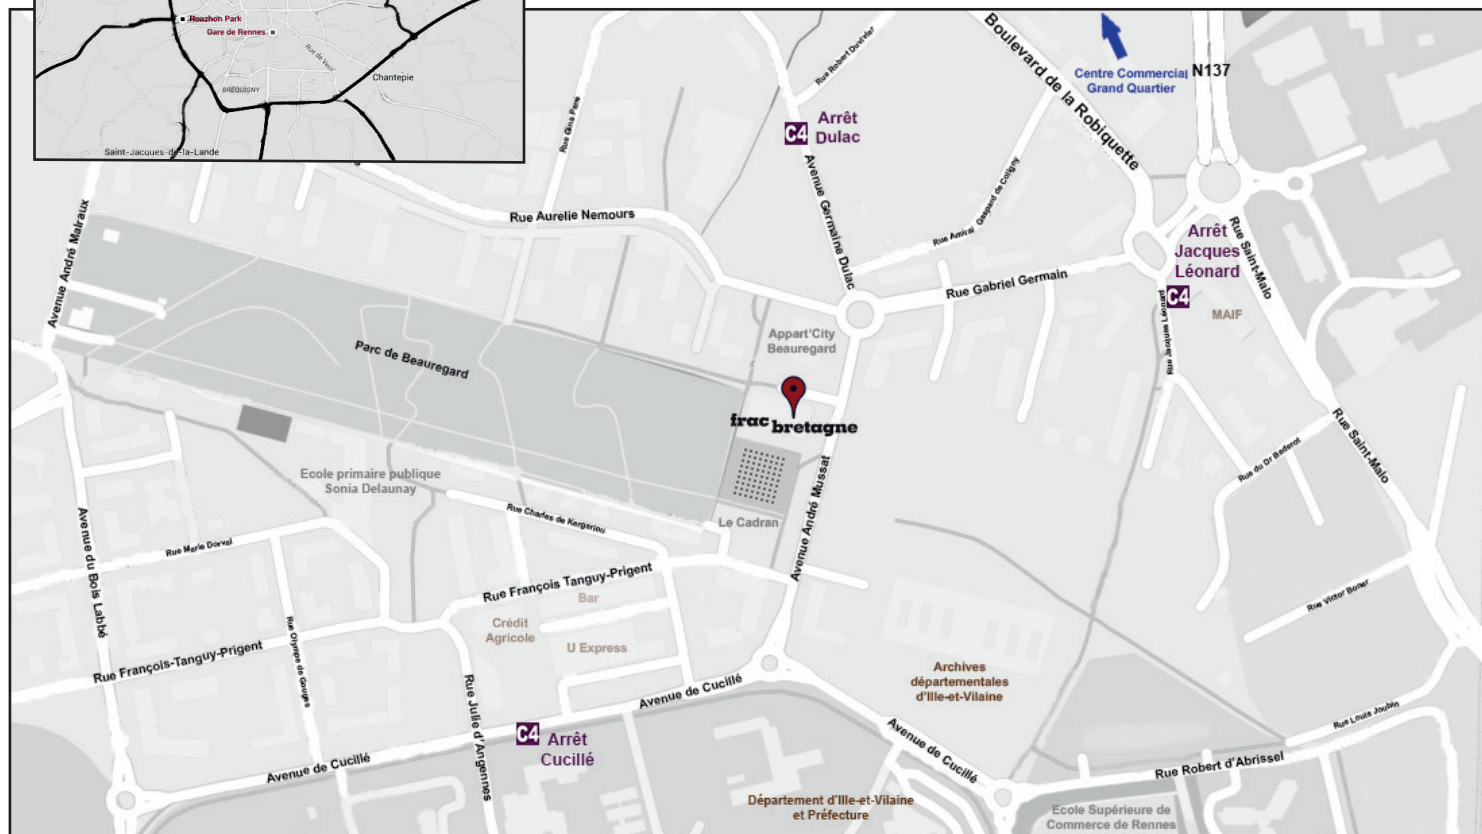 Roazhon Park
Gare de Rennes
Rue de Vern
Chantepie
BRÉQUIGNY
Saint-Jacques-de-la-Lande
Boulevard de la Robiquette
Centre Commercial
Grand Quartier
N137
Rue Robert Duvivier
Rue Gina Pane
C4
Arrêt
Dulac
Avenue Germaine Dulac
Rue Amiral Gaspard de Coligny
Avenue André Malraux
Rue Aurelie Nemours
Arrêt
Jacques
Léonard
C4
Rue Saint-Malo
Rue Gabriel Germain
Rue Jacques Léonard
MAIF
Appart'City
Beauregard
Parc de Beauregard
frac bretagne
Rue Saint-Malo
Rue du Dr Baderot
Avenue André Mussat
Ecole primaire publique
Sonia Delaunay
Rue Charles de Kergariou
Le Cadran
Avenue du Bois Labbé
Rue Marie Dorval
Rue François Tanguy-Prigent
Bar
Crédit
Agricole
U Express
Rue Victor Boner
Rue Olympe de Gouges
Rue François-Tanguy-Prigent
Rue Julie d'Angennes
Archives
départementales
d'Ille-et-Vilaine
Avenue de Cucillé
C4
Arrêt
Cucillé
Avenue de Cucillé
Avenue de Cucillé
Rue Louis Joubin
Rue Robert d'Abrissel
Département d'Ille-et-Vilaine
et Préfecture
Ecole Supérieure de
Commerce de Rennes